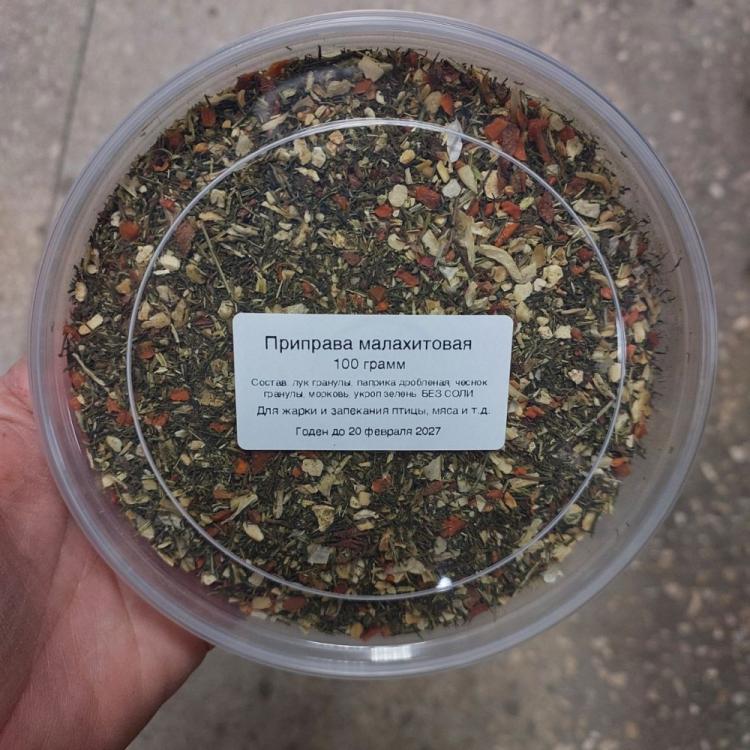 Приправа малахитовая
100 грамм
Состав: лук гранулы, паприка дробленая, чеснок
гранулы, морковь, укроп зелень. БЕЗ СОЛИ
Для жарки и запекания птицы, мяса и т.д.
Годен до 20 февраля 2027